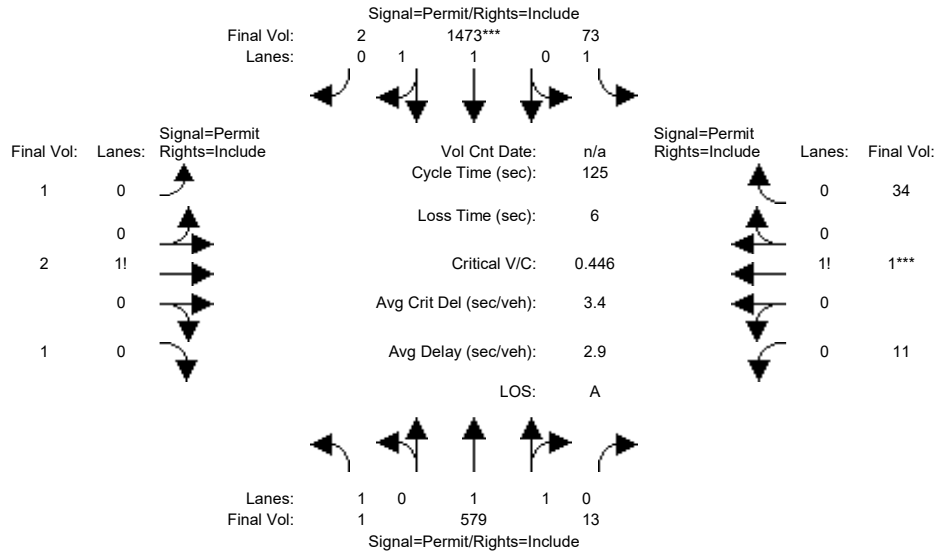 Signal=Permit/Rights=Include
Final Vol: 2 1473*** 73
Lanes: 0 1 1 0 1
Signal=Permit
Final Vol: Lanes: Rights=Include
Vol Cnt Date: n/a
Signal=Permit
Rights=Include Lanes: Final Vol:
Cycle Time (sec): 125
1 0
0 34
Loss Time (sec): 6
0
0
2 1!
Critical V/C: 0.446
1! 1***
0
Avg Crit Del (sec/veh): 3.4
0
1 0
Avg Delay (sec/veh): 2.9
0 11
LOS: A
Lanes: 1 0 1 1 0
Final Vol: 1 579 13
Signal=Permit/Rights=Include